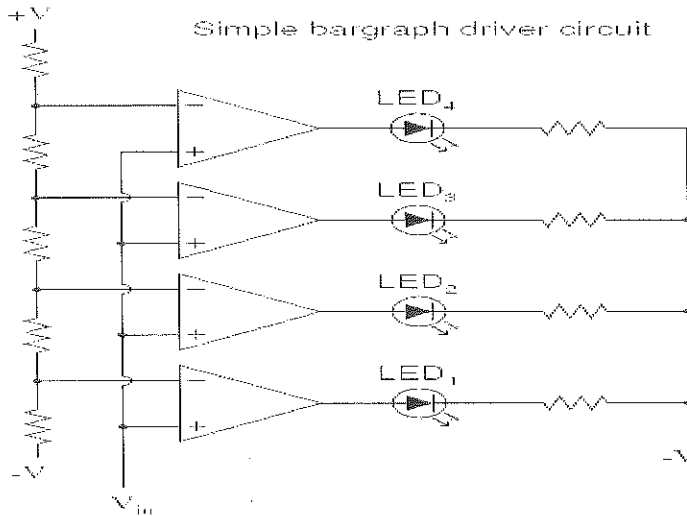 +V
Simple bargraph driver circuit
LED₄
−
+
LED₃
−
+
LED₂
−
+
LED₁
−
+
-V
-V
Vin